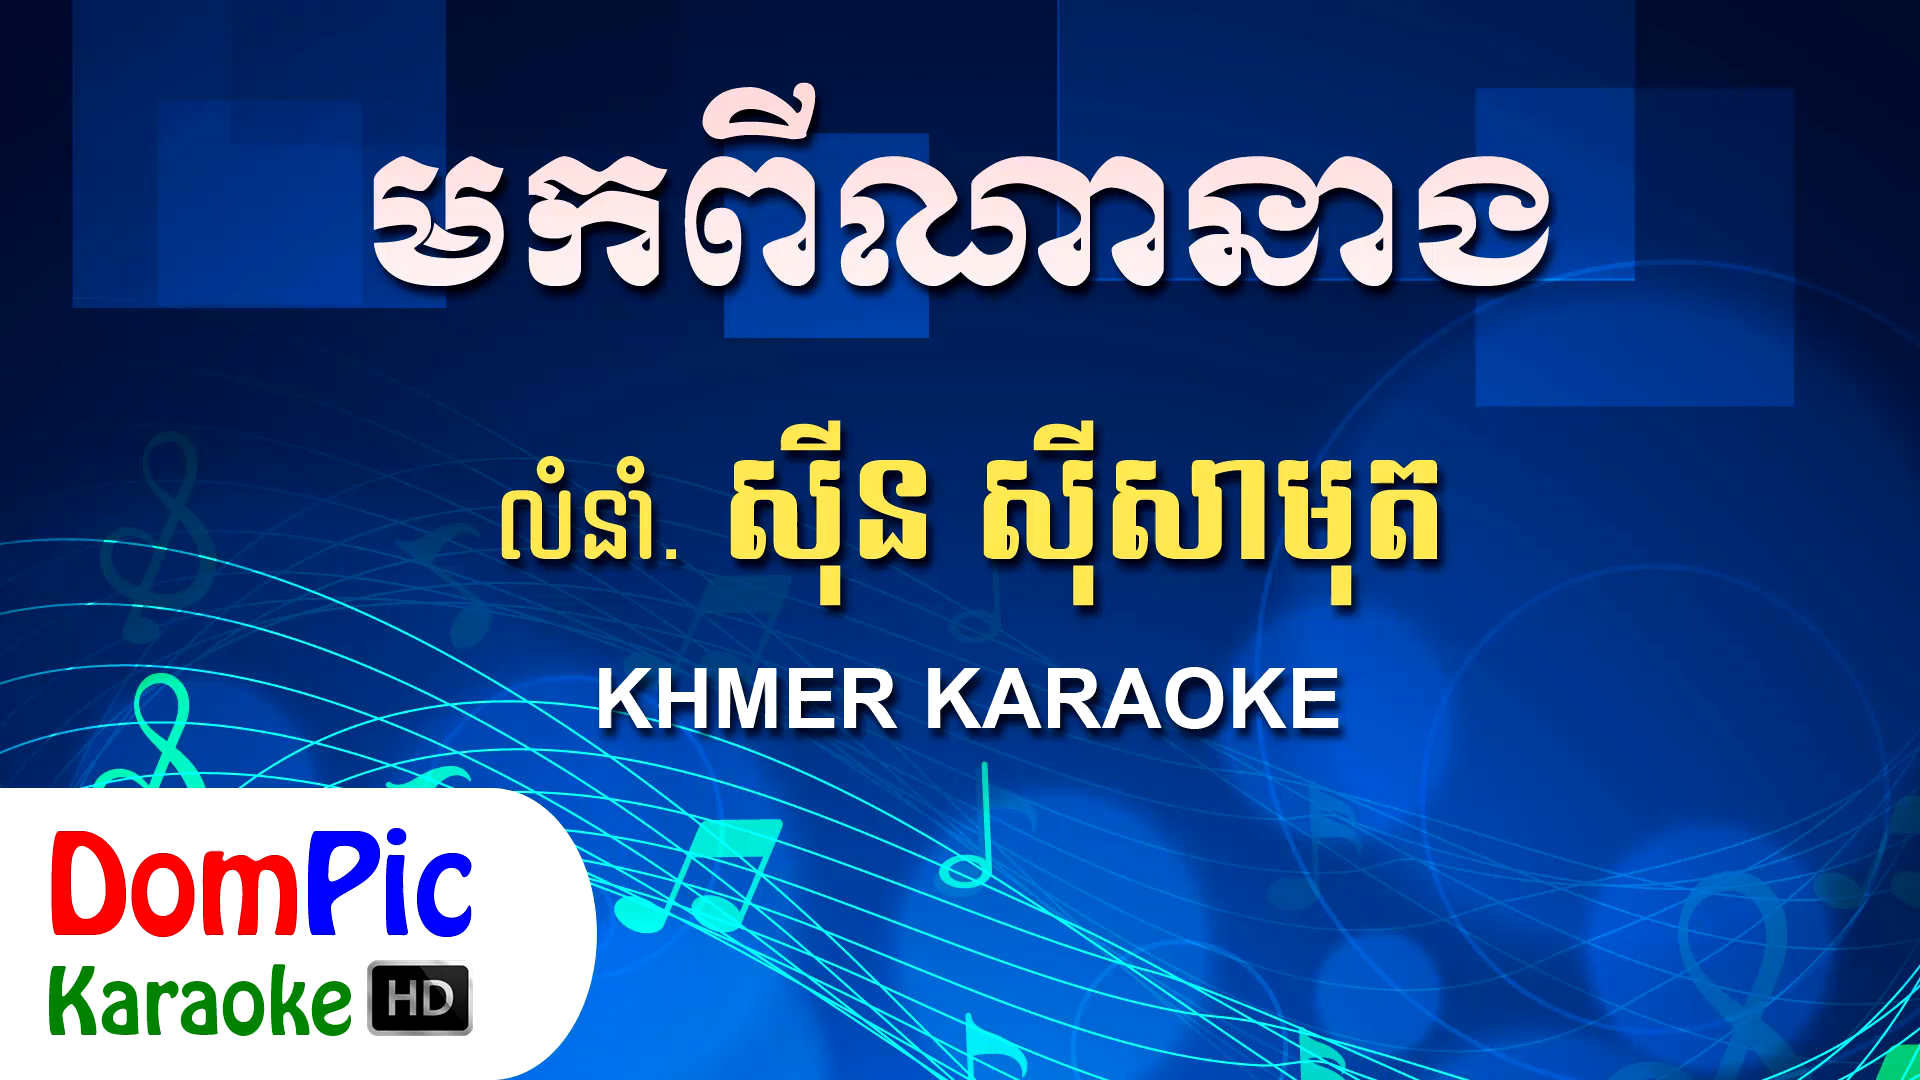 មកពីណានាង
លំនាំ. ស៊ីន ស៊ីសាមុត
KHMER KARAOKE
DomPic
Karaoke HD